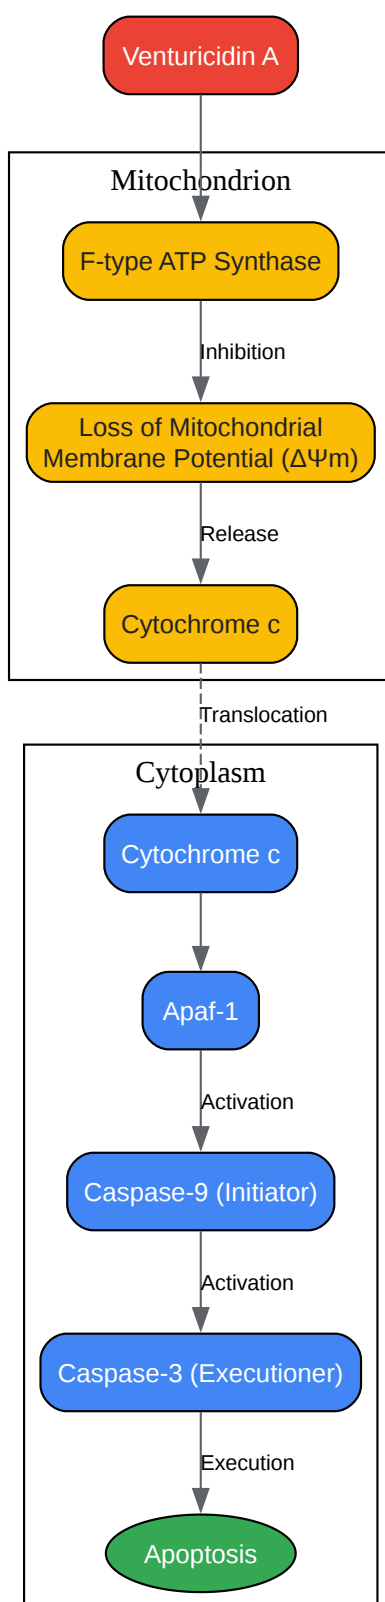 Venturicidin A
Mitochondrion
F-type ATP Synthase
Inhibition
Loss of Mitochondrial
Membrane Potential (ΔΨm)
Release
Cytochrome c
Translocation
Cytoplasm
Cytochrome c
Apaf-1
Activation
Caspase-9 (Initiator)
Activation
Caspase-3 (Executioner)
Execution
Apoptosis